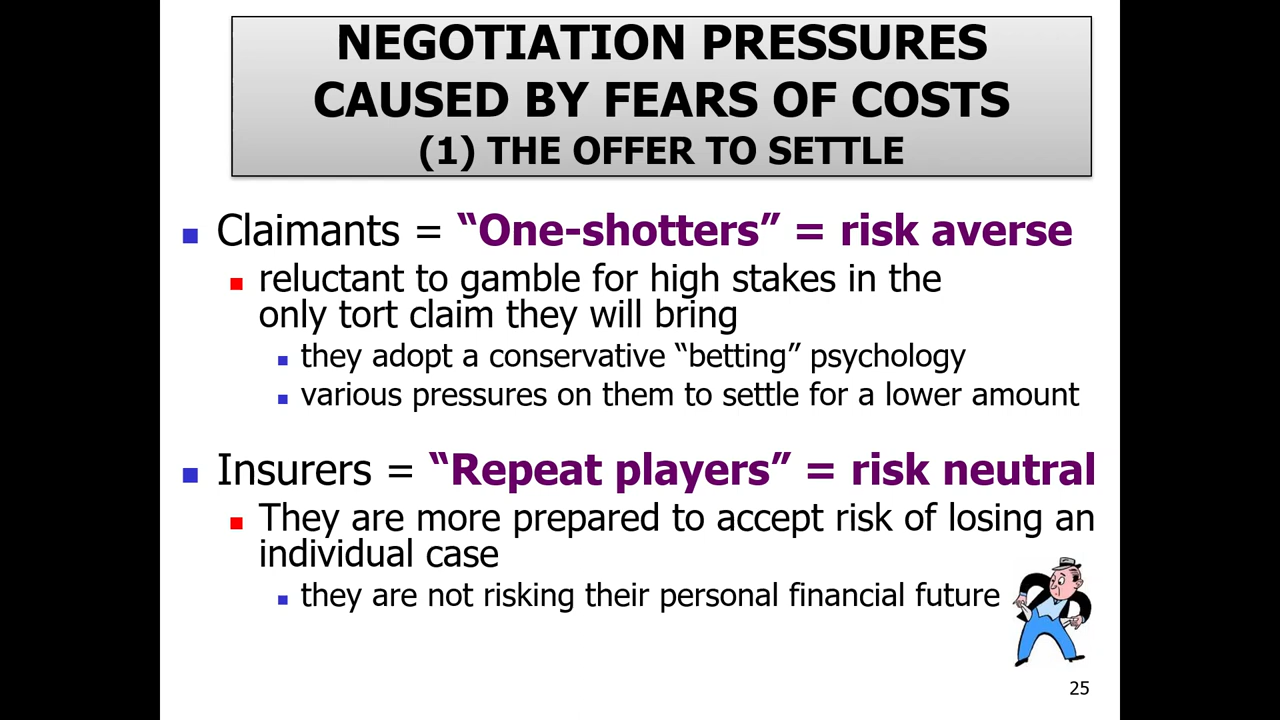 NEGOTIATION PRESSURES
CAUSED BY FEARS OF COSTS
(1) THE OFFER TO SETTLE
Claimants = “One-shotters” = risk averse
reluctant to gamble for high stakes in the
only tort claim they will bring
they adopt a conservative “betting” psychology
various pressures on them to settle for a lower amount
Insurers = “Repeat players” = risk neutral
They are more prepared to accept risk of losing an
individual case
they are not risking their personal financial future
25